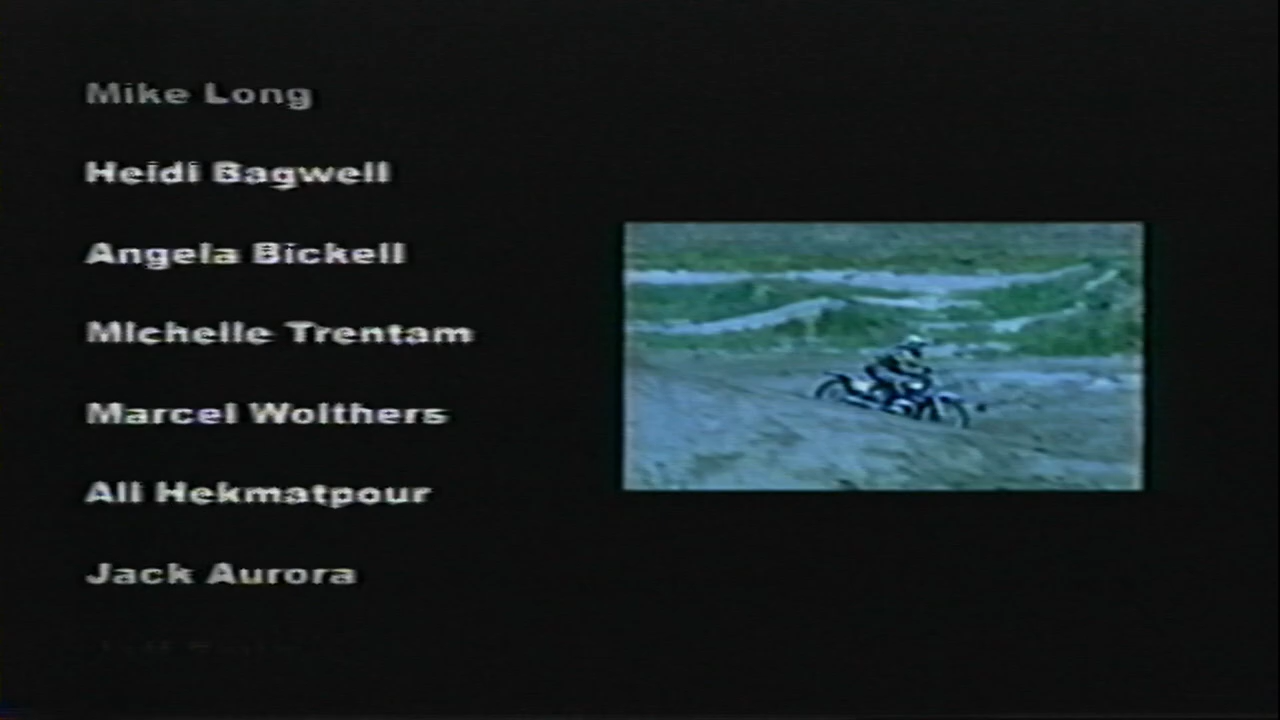 Mike Long
Heidi Bagwell
Angela Bickell
MIchelle Trentam
Marcel Wolthers
Ali Hekmatpour
Jack Aurora